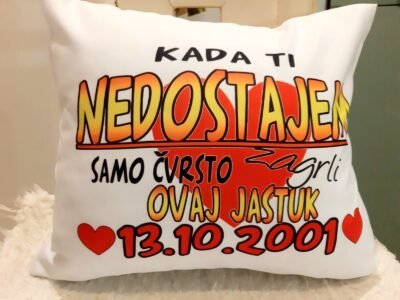 KADA TI
NEDOSTAJEM
SAMO ČVRSTO zagrli
OVAJ JASTUK
13.10.2001